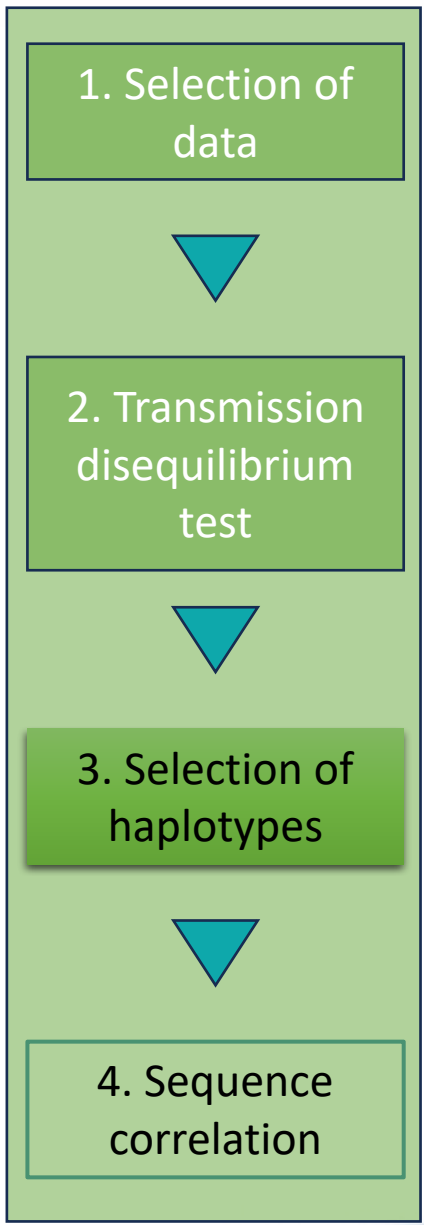 1. Selection of
data
2. Transmission
disequilibrium
test
3. Selection of
haplotypes
4. Sequence
correlation